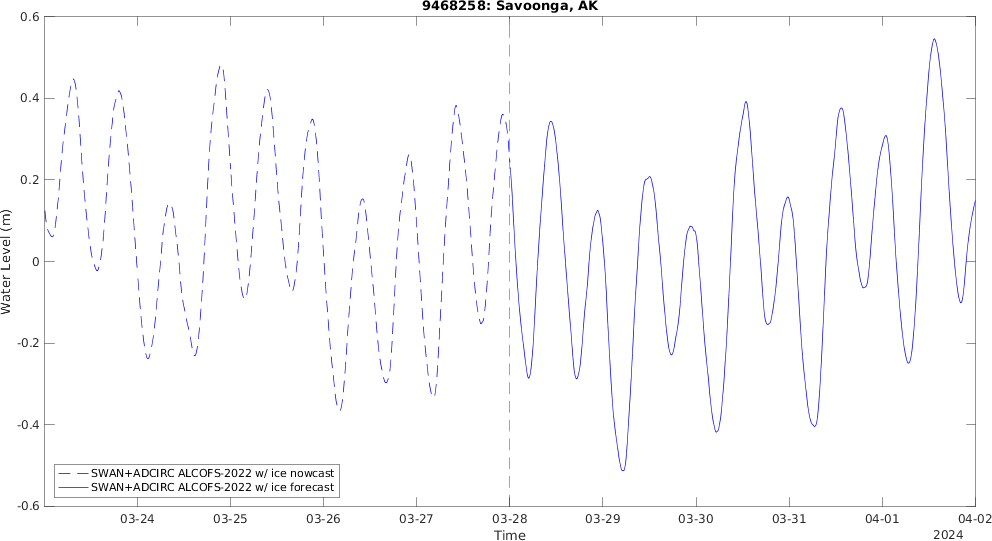 9468258: Savoonga, AK
0.6
0.4
0.2
0
-0.2
-0.4
-0.6
Water Level (m)
SWAN+ADCIRC ALCOFS-2022 w/ ice nowcast
SWAN+ADCIRC ALCOFS-2022 w/ ice forecast
03-24 03-25 03-26 03-27 03-28 03-29 03-30 03-31 04-01 04-02
Time
2024